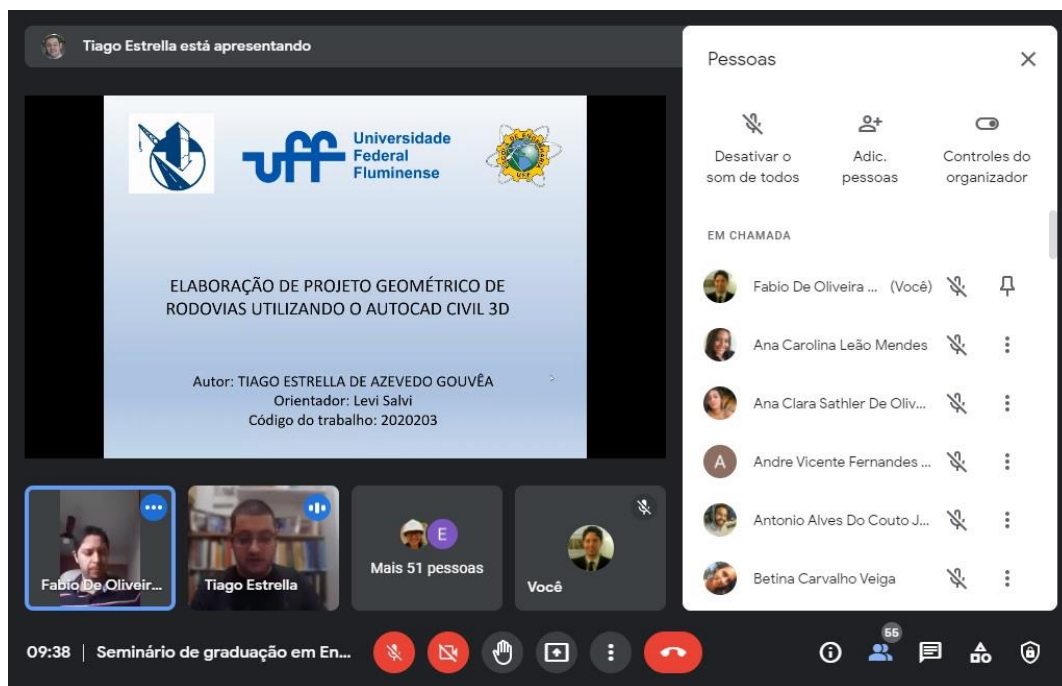 Tiago Estrella está apresentando
uff
Universidade
Federal
Fluminense
ELABORAÇÃO DE PROJETO GEOMÉTRICO DE
RODOVIAS UTILIZANDO O AUTOCAD CIVIL 3D
Autor: TIAGO ESTRELLA DE AZEVEDO GOUVÊA
Orientador: Levi Salvi
Código do trabalho: 2020203
Fabio De Oliveir...
Tiago Estrella
E
Mais 51 pessoas
Você
Pessoas
Desativar o
som de todos
Adic.
pessoas
Controles do
organizador
EM CHAMADA
Fabio De Oliveira ... (Você)
Ana Carolina Leão Mendes
Ana Clara Sathler De Oliv...
A
Andre Vicente Fernandes ...
Antonio Alves Do Couto J...
Betina Carvalho Veiga
09:38 | Seminário de graduação em En...
55